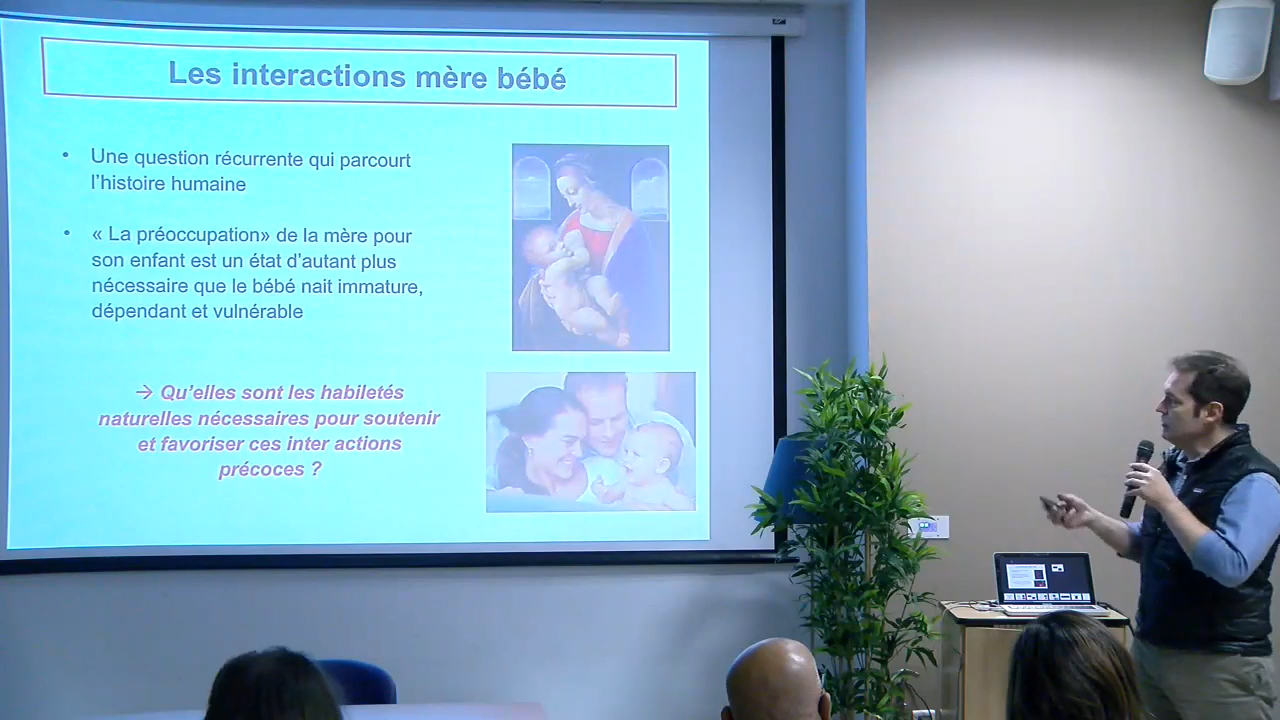 Les interactions mère bébé
• Une question récurrente qui parcourt
l'histoire humaine
• « La préoccupation» de la mère pour
son enfant est un état d'autant plus
nécessaire que le bébé nait immature,
dépendant et vulnérable
→ Qu'elles sont les habiletés
naturelles nécessaires pour soutenir
et favoriser ces inter actions
précoces ?